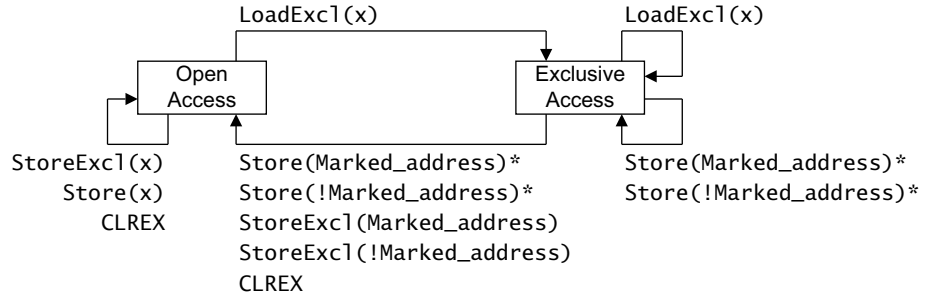 LoadExcl(x) LoadExcl(x)
Open Access Exclusive Access
StoreExcl(x) Store(Marked_address)* Store(Marked_address)*
Store(x) Store(!Marked_address)* Store(!Marked_address)*
CLREX StoreExcl(Marked_address)
StoreExcl(!Marked_address)
CLREX